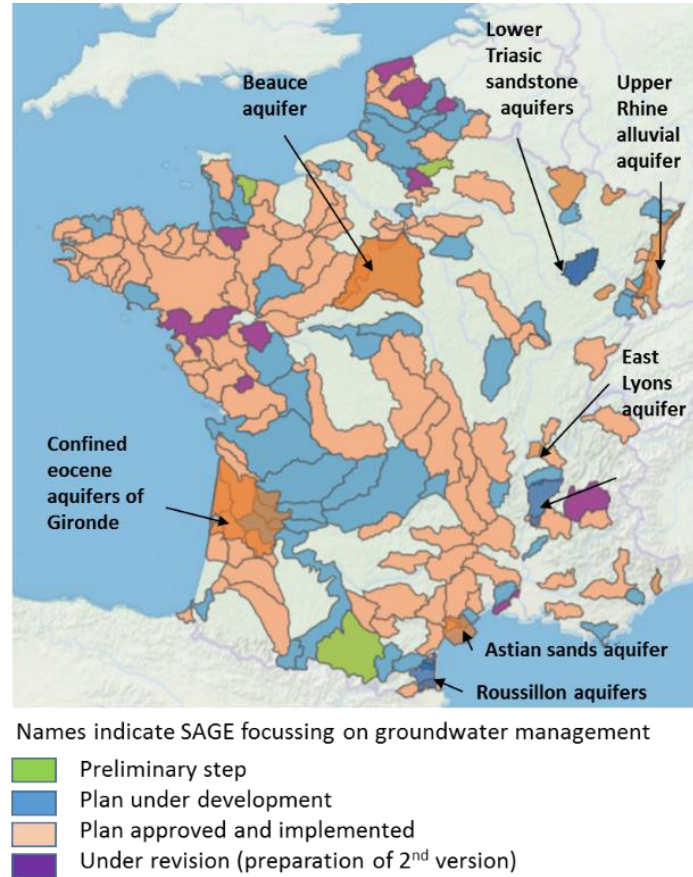 Lower
Triasic
sandstone
aquifers
Beauce
aquifer
Upper
Rhine
alluvial
aquifer
East
Lyons
aquifer
Confined
eocene
aquifers of
Gironde
Astian sands aquifer
Roussillon aquifers
Names indicate SAGE focussing on groundwater management
Preliminary step
Plan under development
Plan approved and implemented
Under revision (preparation of 2nd version)